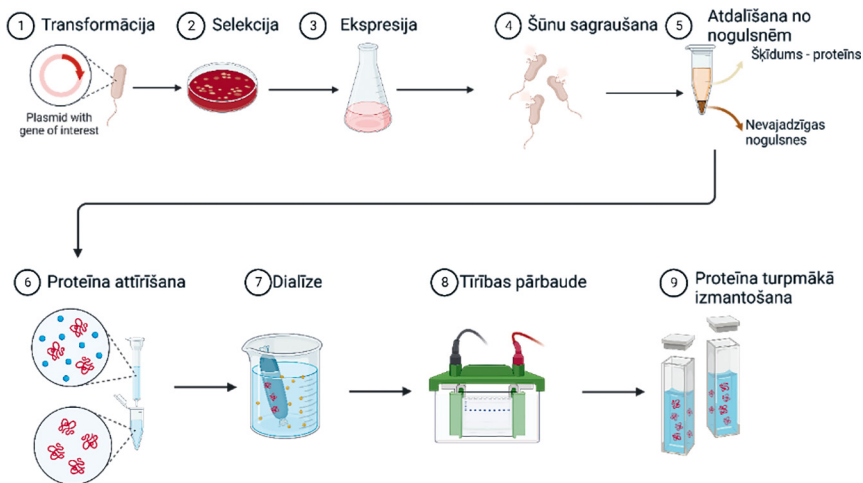 1 Transformācija
Plasmid with
gene of interest
2 Selekcija
3 Ekspresija
4 Šūnu sagraušana
5 Atdalīšana no
nogulsnēm
Šķīdums - proteīns
Nevajadzīgas
nogulsnes
6 Proteīna attīrīšana
7 Dialīze
8 Tīrības pārbaude
9 Proteīna turpmākā
izmantošana